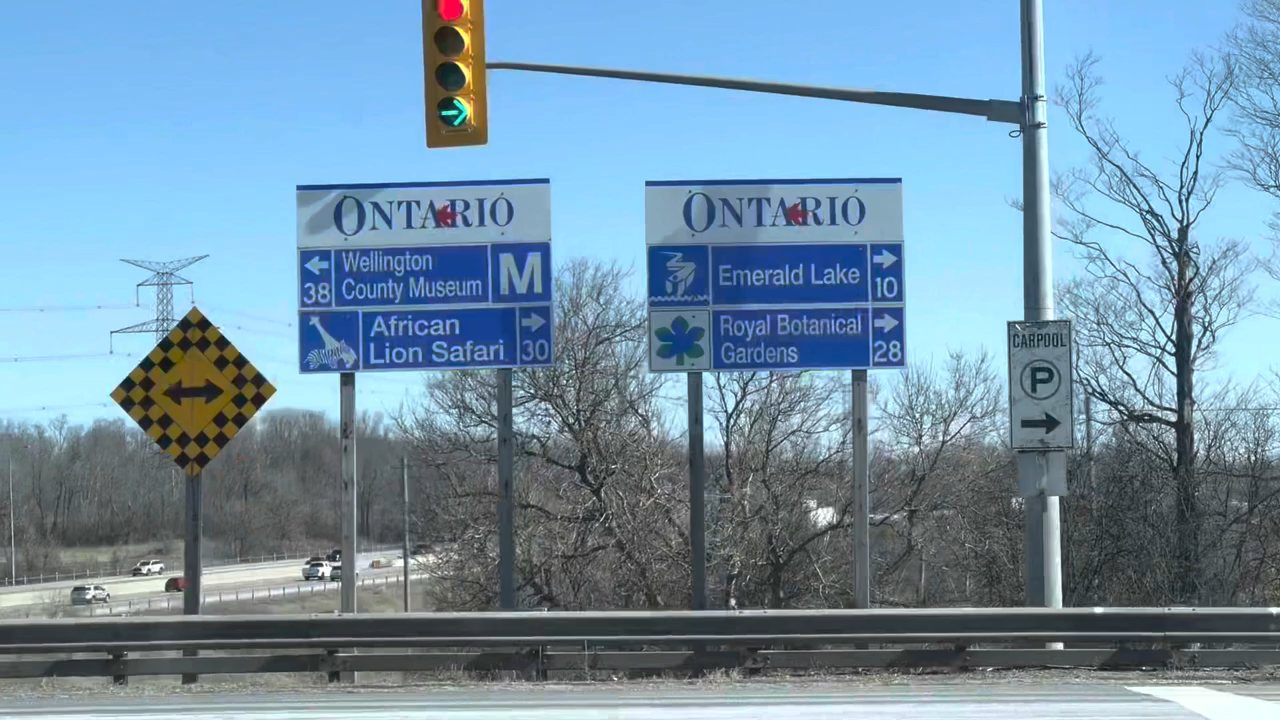 ONTARIO
38
Wellington
County Museum
M
African
Lion Safari
30
ONTARIO
Emerald Lake
10
Royal Botanical
Gardens
28
CARPOOL
P